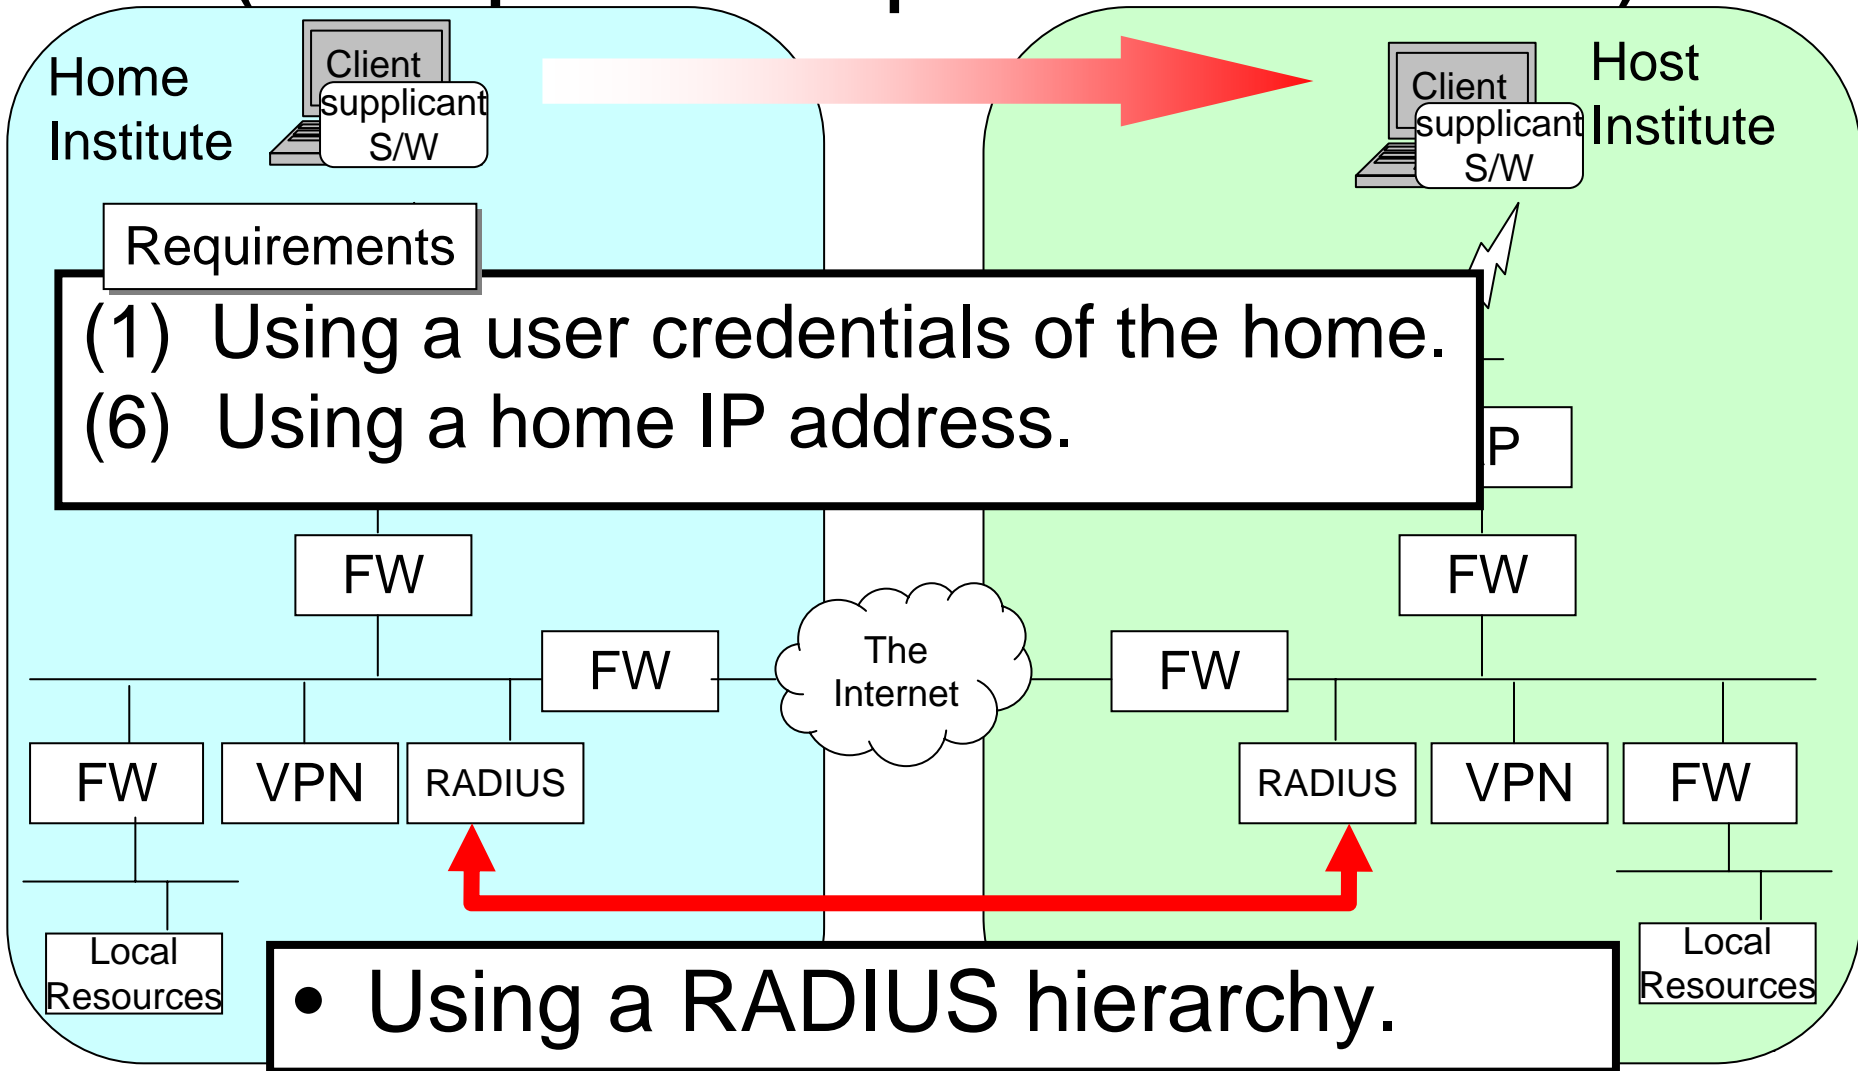 Home
Institute
Client
supplicant
S/W
Client
supplicant
S/W
Host
Institute
Requirements
(1) Using a user credentials of the home.
(6) Using a home IP address.
P
FW
FW
FW
The
Internet
FW
FW
VPN
RADIUS
RADIUS
VPN
FW
Local
Resources
Local
Resources
• Using a RADIUS hierarchy.